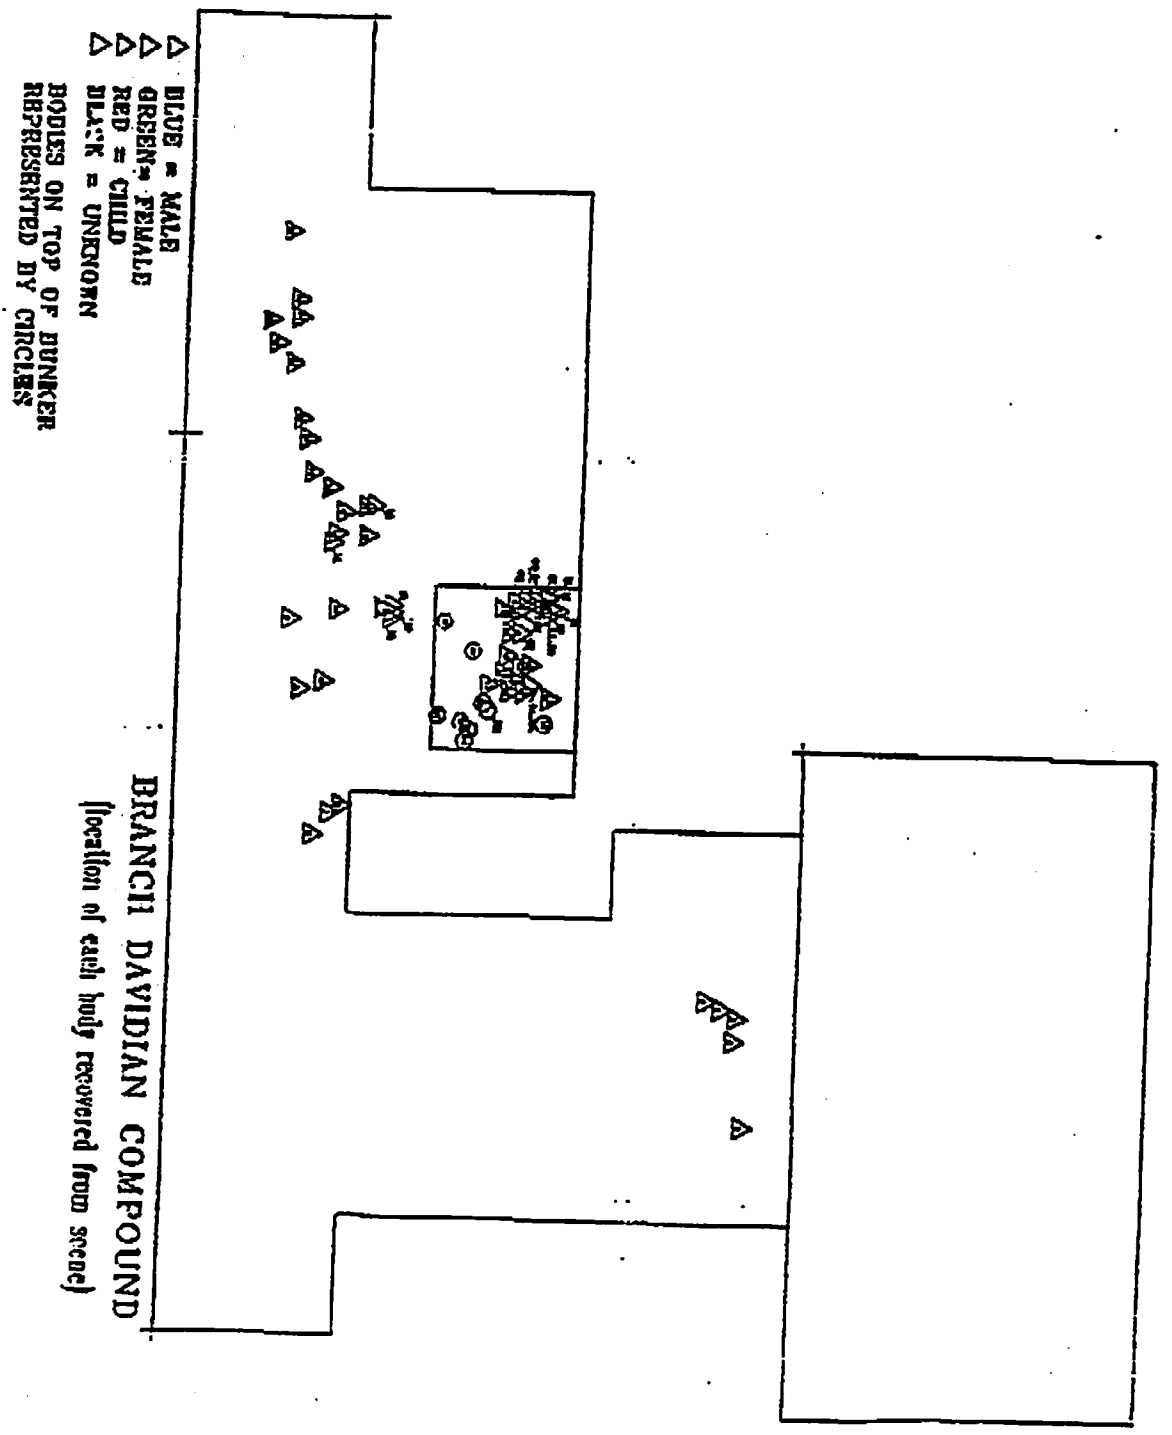 BRANCH DAVIDIAN COMPOUND
(location of each body recovered from scene)
BLUE = MALE
GREEN= FEMALE
RED = CHILD
BLACK = UNKNOWN
BODIES ON TOP OF BUNKER
REPRESENTED BY CIRCLES